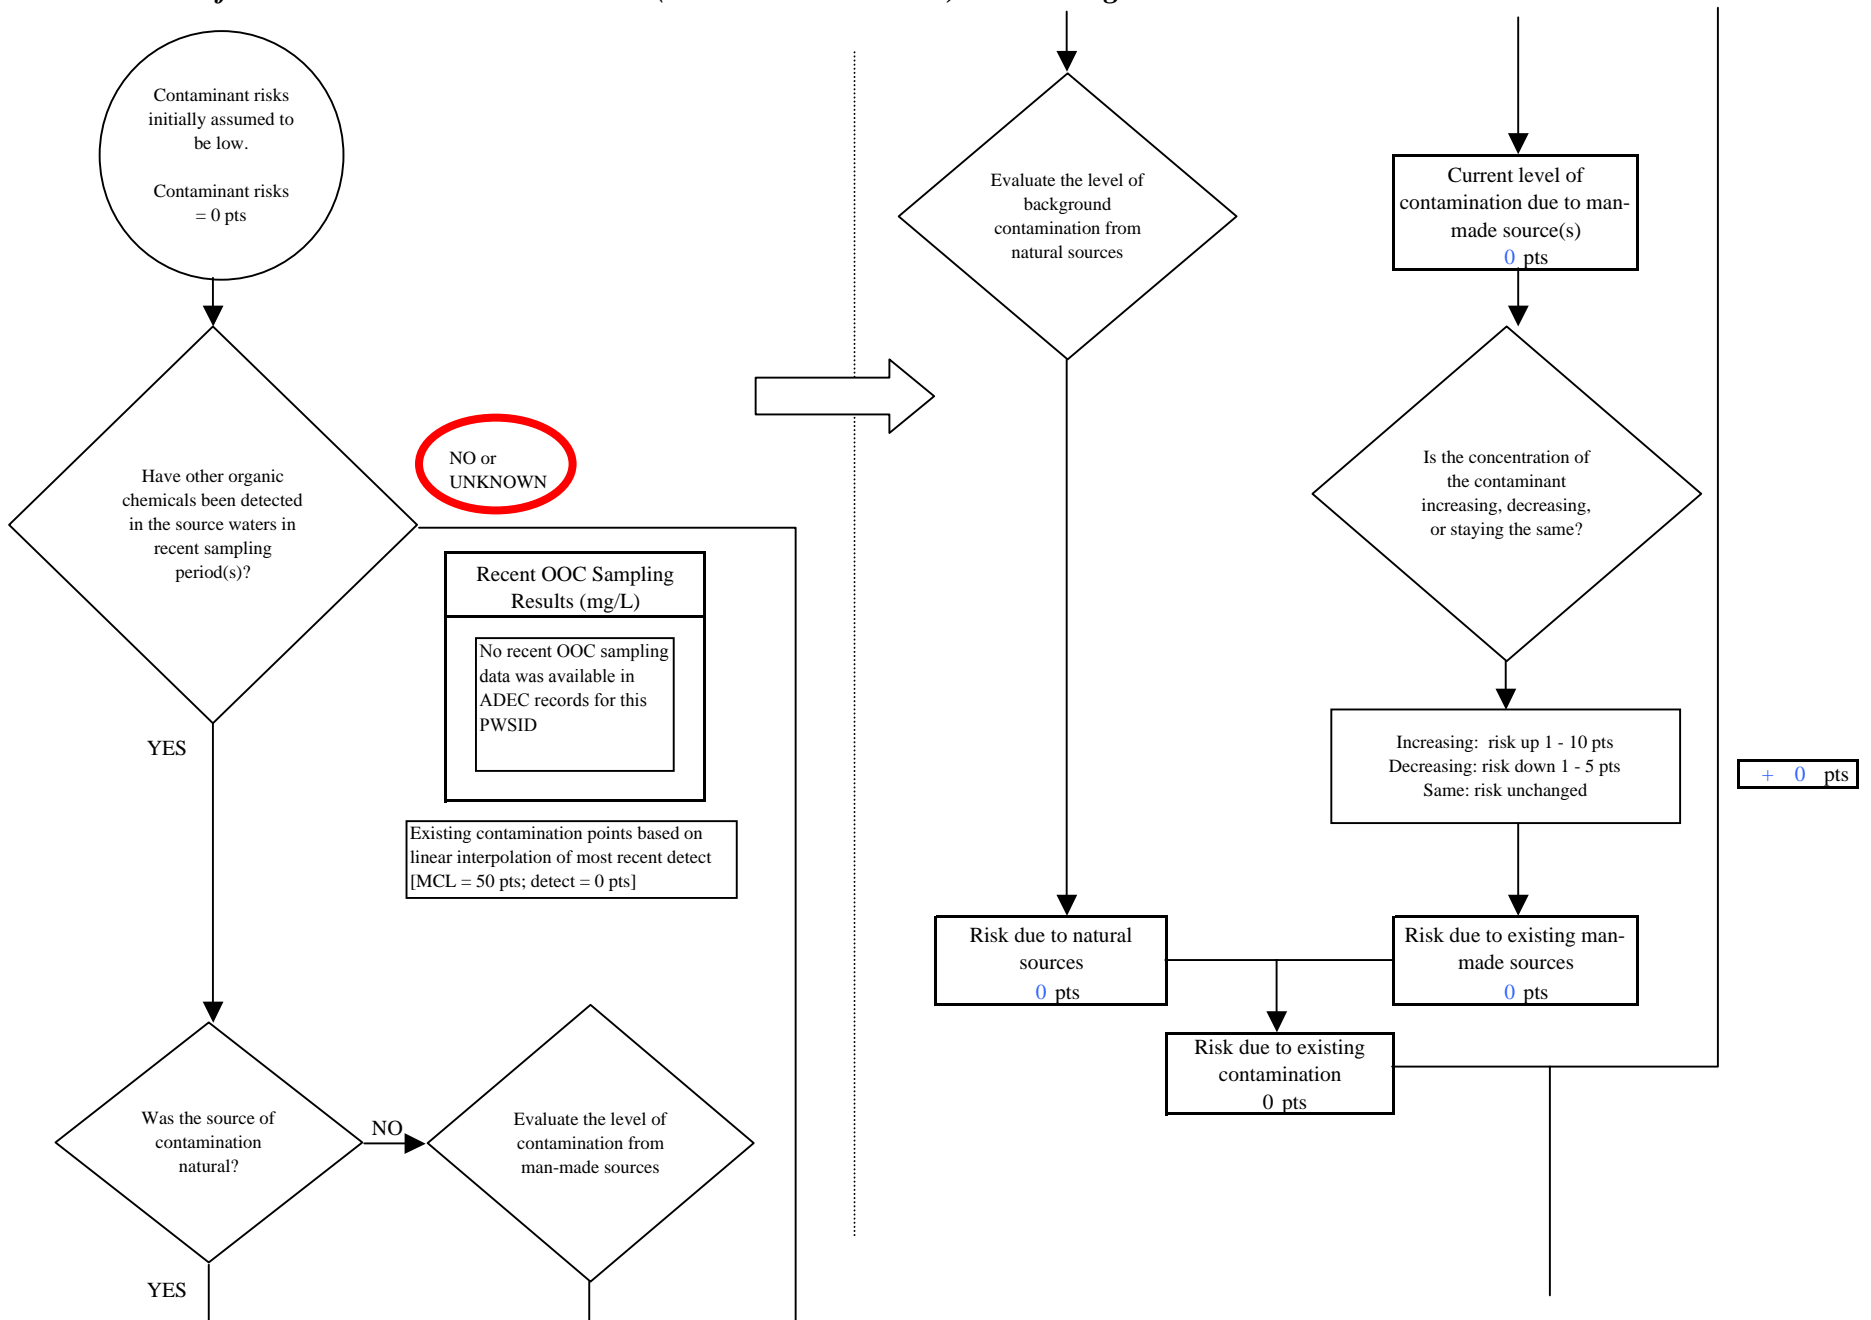 Contaminant risks
initially assumed to
be low.
Contaminant risks
= 0 pts
Have other organic
chemicals been detected
in the source waters in
recent sampling
period(s)?
NO or
UNKNOWN
Recent OOC Sampling
Results (mg/L)
No recent OOC sampling
data was available in
ADEC records for this
PWSID
YES
Existing contamination points based on
linear interpolation of most recent detect
[MCL = 50 pts; detect = 0 pts]
Was the source of
contamination
natural?
NO
Evaluate the level of
contamination from
man-made sources
YES
Evaluate the level of
background
contamination from
natural sources
Current level of
contamination due to man-
made source(s)
0 pts
Is the concentration of
the contaminant
increasing, decreasing,
or staying the same?
Increasing: risk up 1 - 10 pts
Decreasing: risk down 1 - 5 pts
Same: risk unchanged
+ 0 pts
Risk due to natural
sources
0 pts
Risk due to existing man-
made sources
0 pts
Risk due to existing
contamination
0 pts